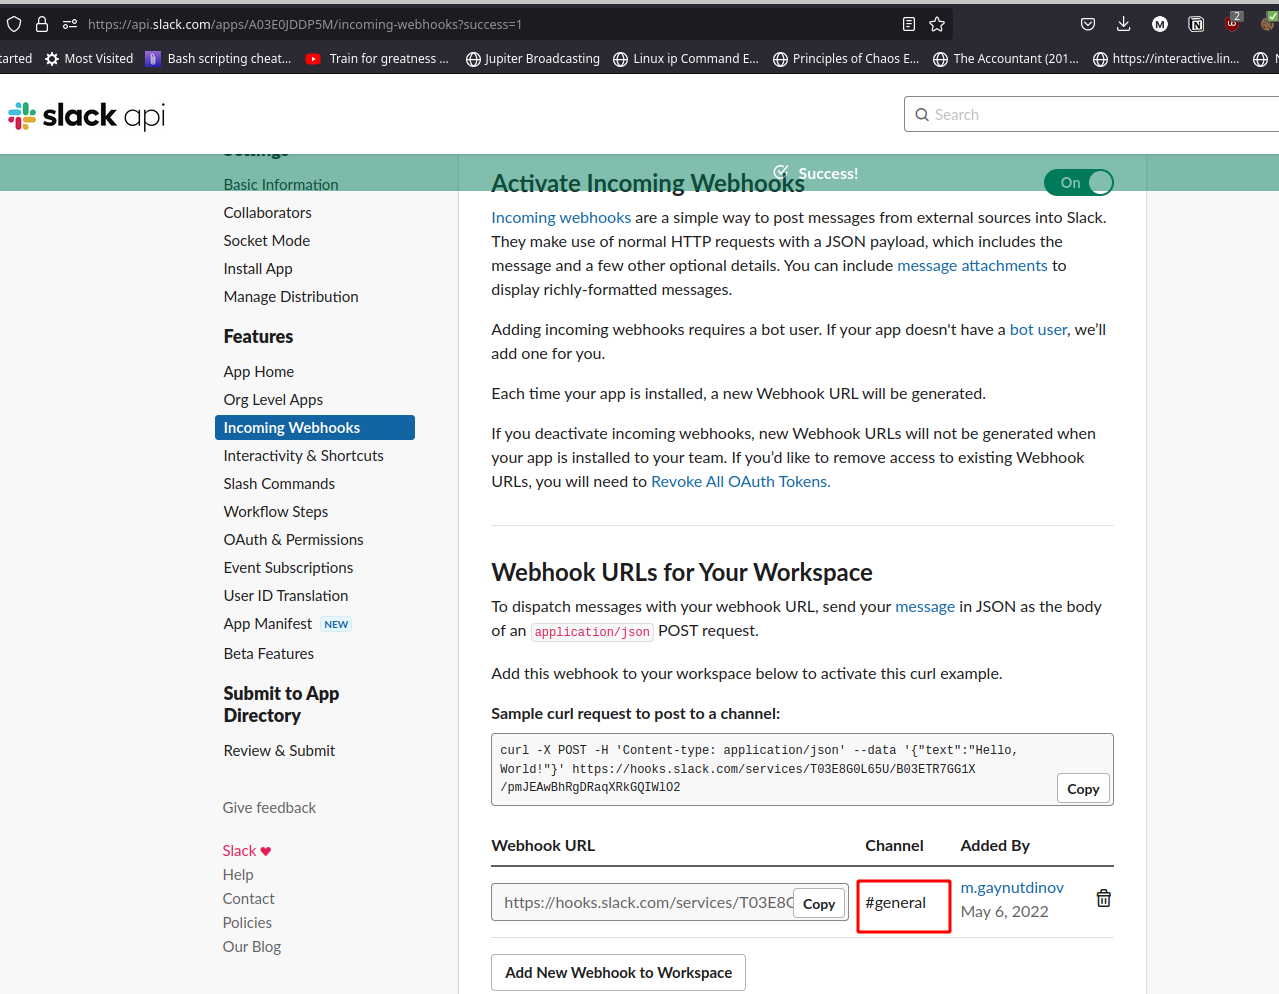 https://api.slack.com/apps/A03E0JDDP5M/incoming-webhooks?success=1
2
tarted Most Visited Bash scripting cheat... Train for greatness ... Jupiter Broadcasting Linux ip Command E... Principles of Chaos E... The Accountant (201... https://interactive.lin...
slack api
Search
Settings
Success!
Basic Information
Collaborators
Socket Mode
Install App
Manage Distribution
Features
App Home
Org Level Apps
Incoming Webhooks
Interactivity & Shortcuts
Slash Commands
Workflow Steps
OAuth & Permissions
Event Subscriptions
User ID Translation
App Manifest NEW
Beta Features
Submit to App
Directory
Review & Submit
Give feedback
Slack
Help
Contact
Policies
Our Blog
Activate Incoming Webhooks
On
Incoming webhooks are a simple way to post messages from external sources into Slack.
They make use of normal HTTP requests with a JSON payload, which includes the
message and a few other optional details. You can include message attachments to
display richly-formatted messages.
Adding incoming webhooks requires a bot user. If your app doesn't have a bot user, we’ll
add one for you.
Each time your app is installed, a new Webhook URL will be generated.
If you deactivate incoming webhooks, new Webhook URLs will not be generated when
your app is installed to your team. If you’d like to remove access to existing Webhook
URLs, you will need to Revoke All OAuth Tokens.
Webhook URLs for Your Workspace
To dispatch messages with your webhook URL, send your message in JSON as the body
of an application/json POST request.
Add this webhook to your workspace below to activate this curl example.
Sample curl request to post to a channel:
curl -X POST -H 'Content-type: application/json' --data '{"text":"Hello,
World!"}' https://hooks.slack.com/services/T03E8G0L65U/B03ETR7GG1X
/pmJEAwBhRgDRaqXRkGQIWlO2
Copy
Webhook URL Channel Added By
https://hooks.slack.com/services/T03E8G Copy #general m.gaynutdinov
May 6, 2022
Add New Webhook to Workspace